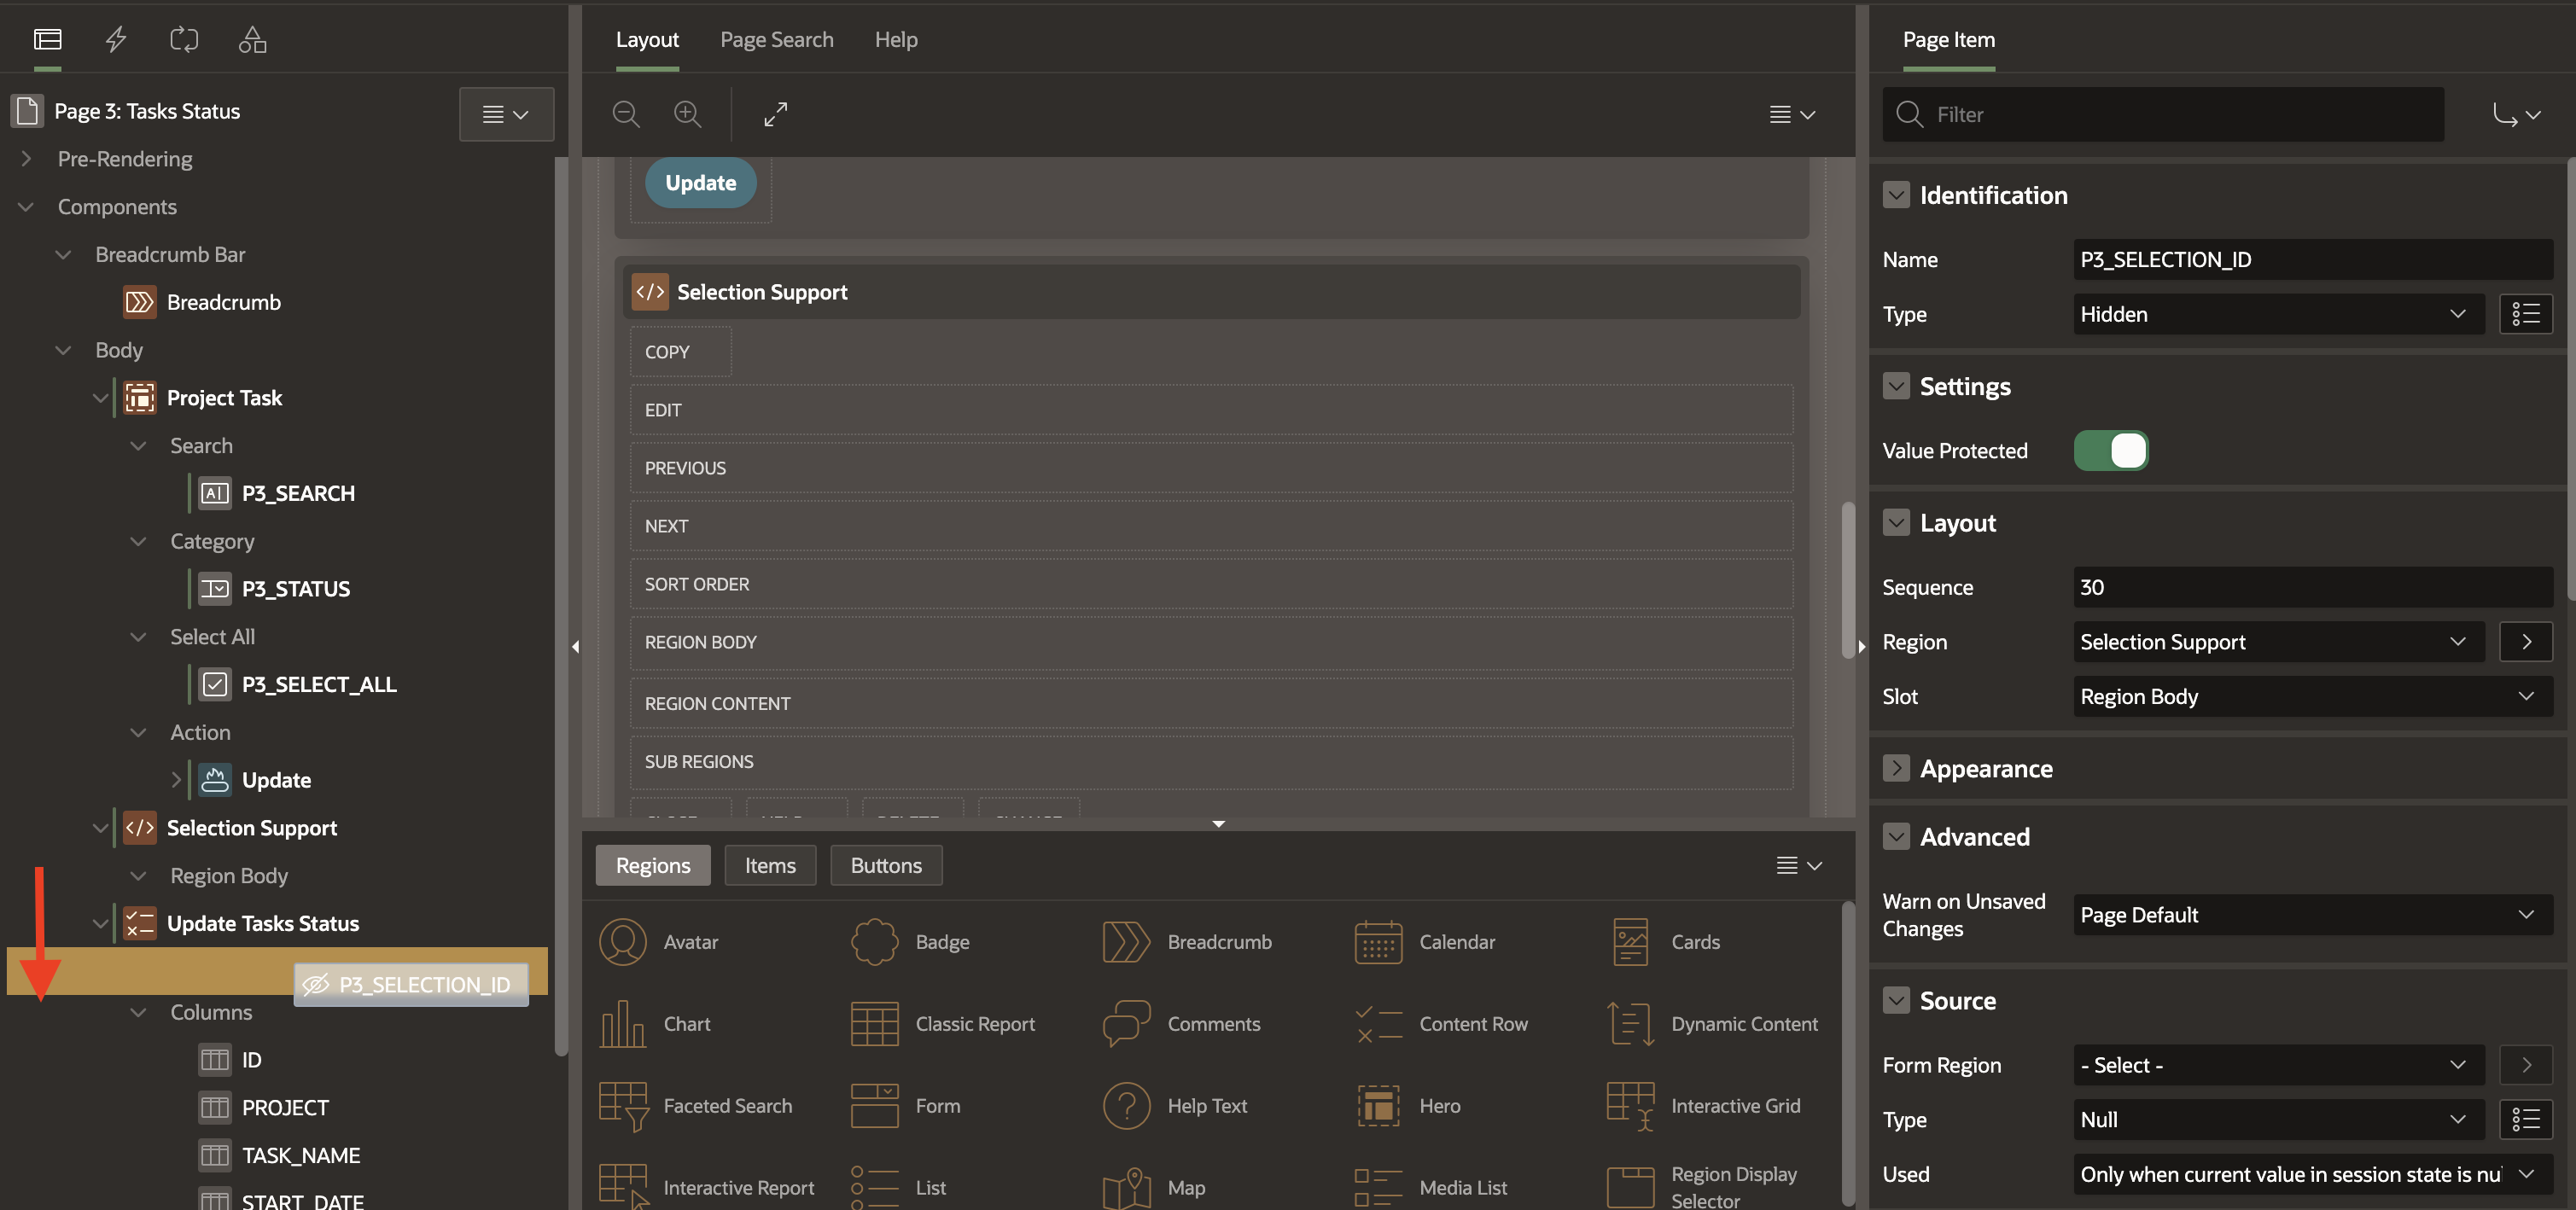 Page 3: Tasks Status
Pre-Rendering
Components
Breadcrumb Bar
Breadcrumb
Body
Project Task
Search
P3_SEARCH
Category
P3_STATUS
Select All
P3_SELECT_ALL
Action
Update
Selection Support
Region Body
Update Tasks Status
P3_SELECTION_ID
Columns
ID
PROJECT
TASK_NAME
START_DATE
Layout Page Search Help
Update
Selection Support
COPY
EDIT
PREVIOUS
NEXT
SORT ORDER
REGION BODY
REGION CONTENT
SUB REGIONS
Regions Items Buttons
Avatar Badge Breadcrumb Calendar Cards
Chart Classic Report Comments Content Row Dynamic Content
Faceted Search Form Help Text Hero Interactive Grid
Interactive Report List Map Media List Region Display
Selector
Page Item
Filter
Identification
Name P3_SELECTION_ID
Type Hidden
Settings
Value Protected
Layout
Sequence 30
Region Selection Support
Slot Region Body
Appearance
Advanced
Warn on Unsaved
Changes Page Default
Source
Form Region - Select -
Type Null
Used Only when current value in session state is nu